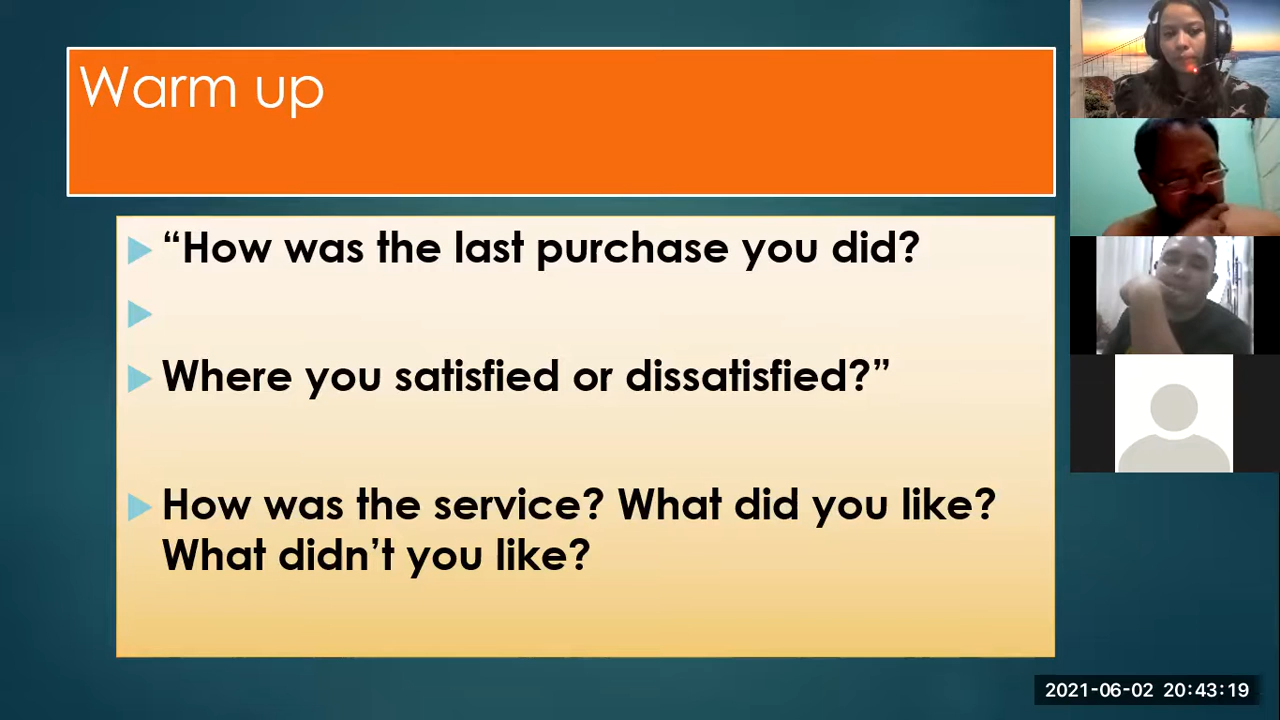 Warm up
“How was the last purchase you did?
Where you satisfied or dissatisfied?”
How was the service? What did you like?
What didn’t you like?
2021-06-02 20:43:19